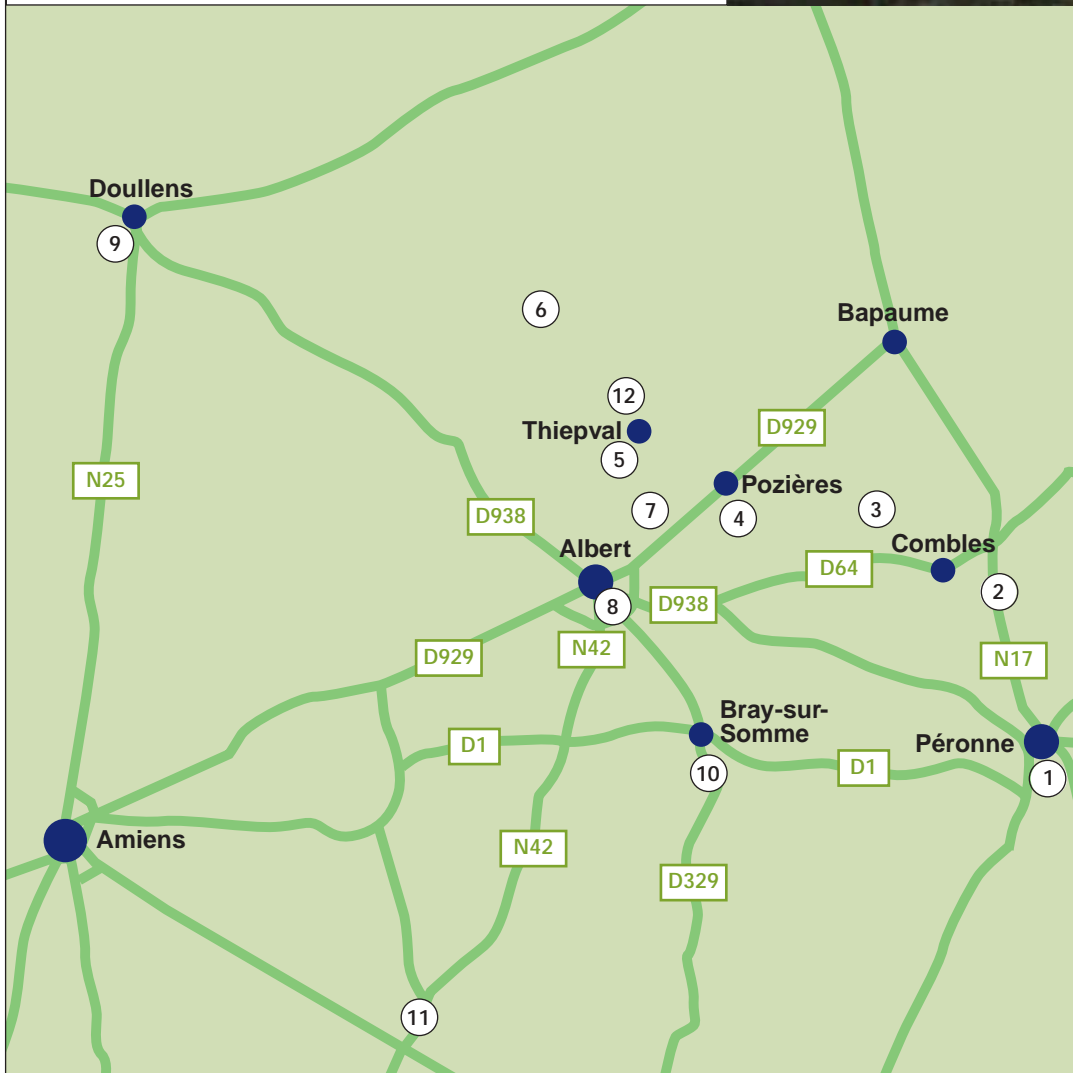 Doullens
9
6
Bapaume
12
Thiepval
D929
5
N25
Pozières
3
7
4
D938
Combles
Albert
D64
2
8
D938
N42
D929
N17
Bray-sur-
Somme
D1
Péronne
D1
10
1
Amiens
N42
D329
11